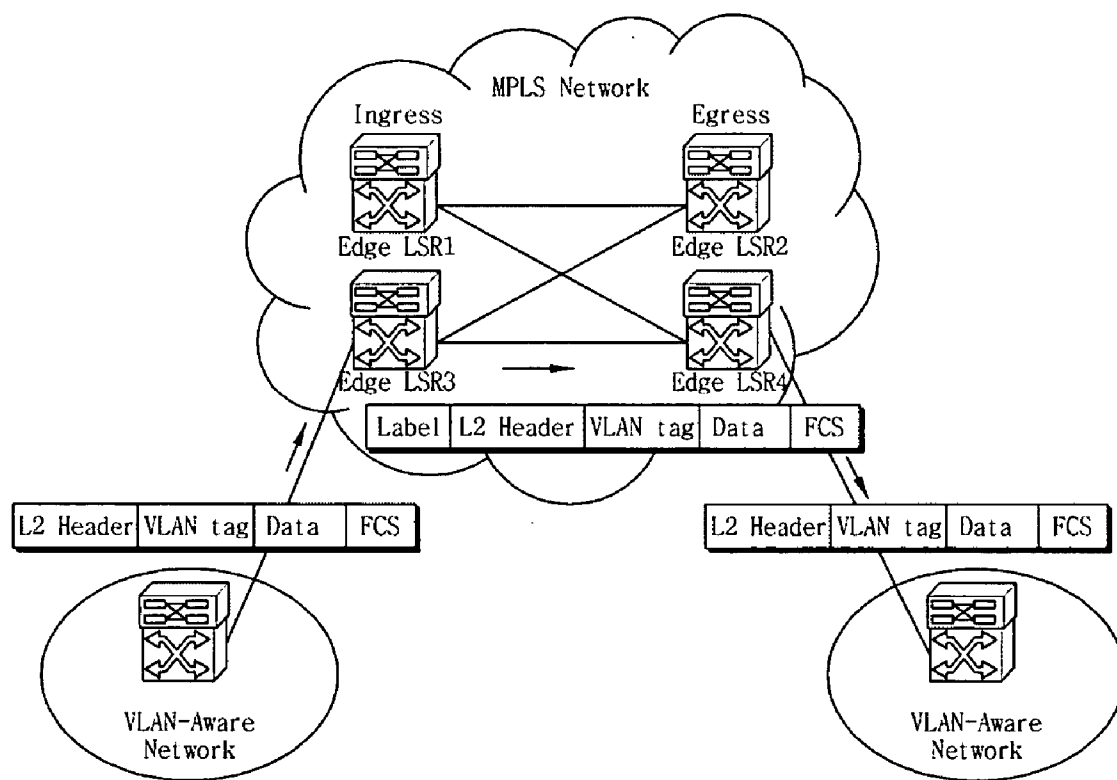 MPLS Network
Ingress
Egress
Edge LSR1
Edge LSR2
Edge LSR3
Edge LSR4
Label L2 Header VLAN tag Data FCS
L2 Header VLAN tag Data FCS
L2 Header VLAN tag Data FCS
VLAN-Aware
Network
VLAN-Aware
Network